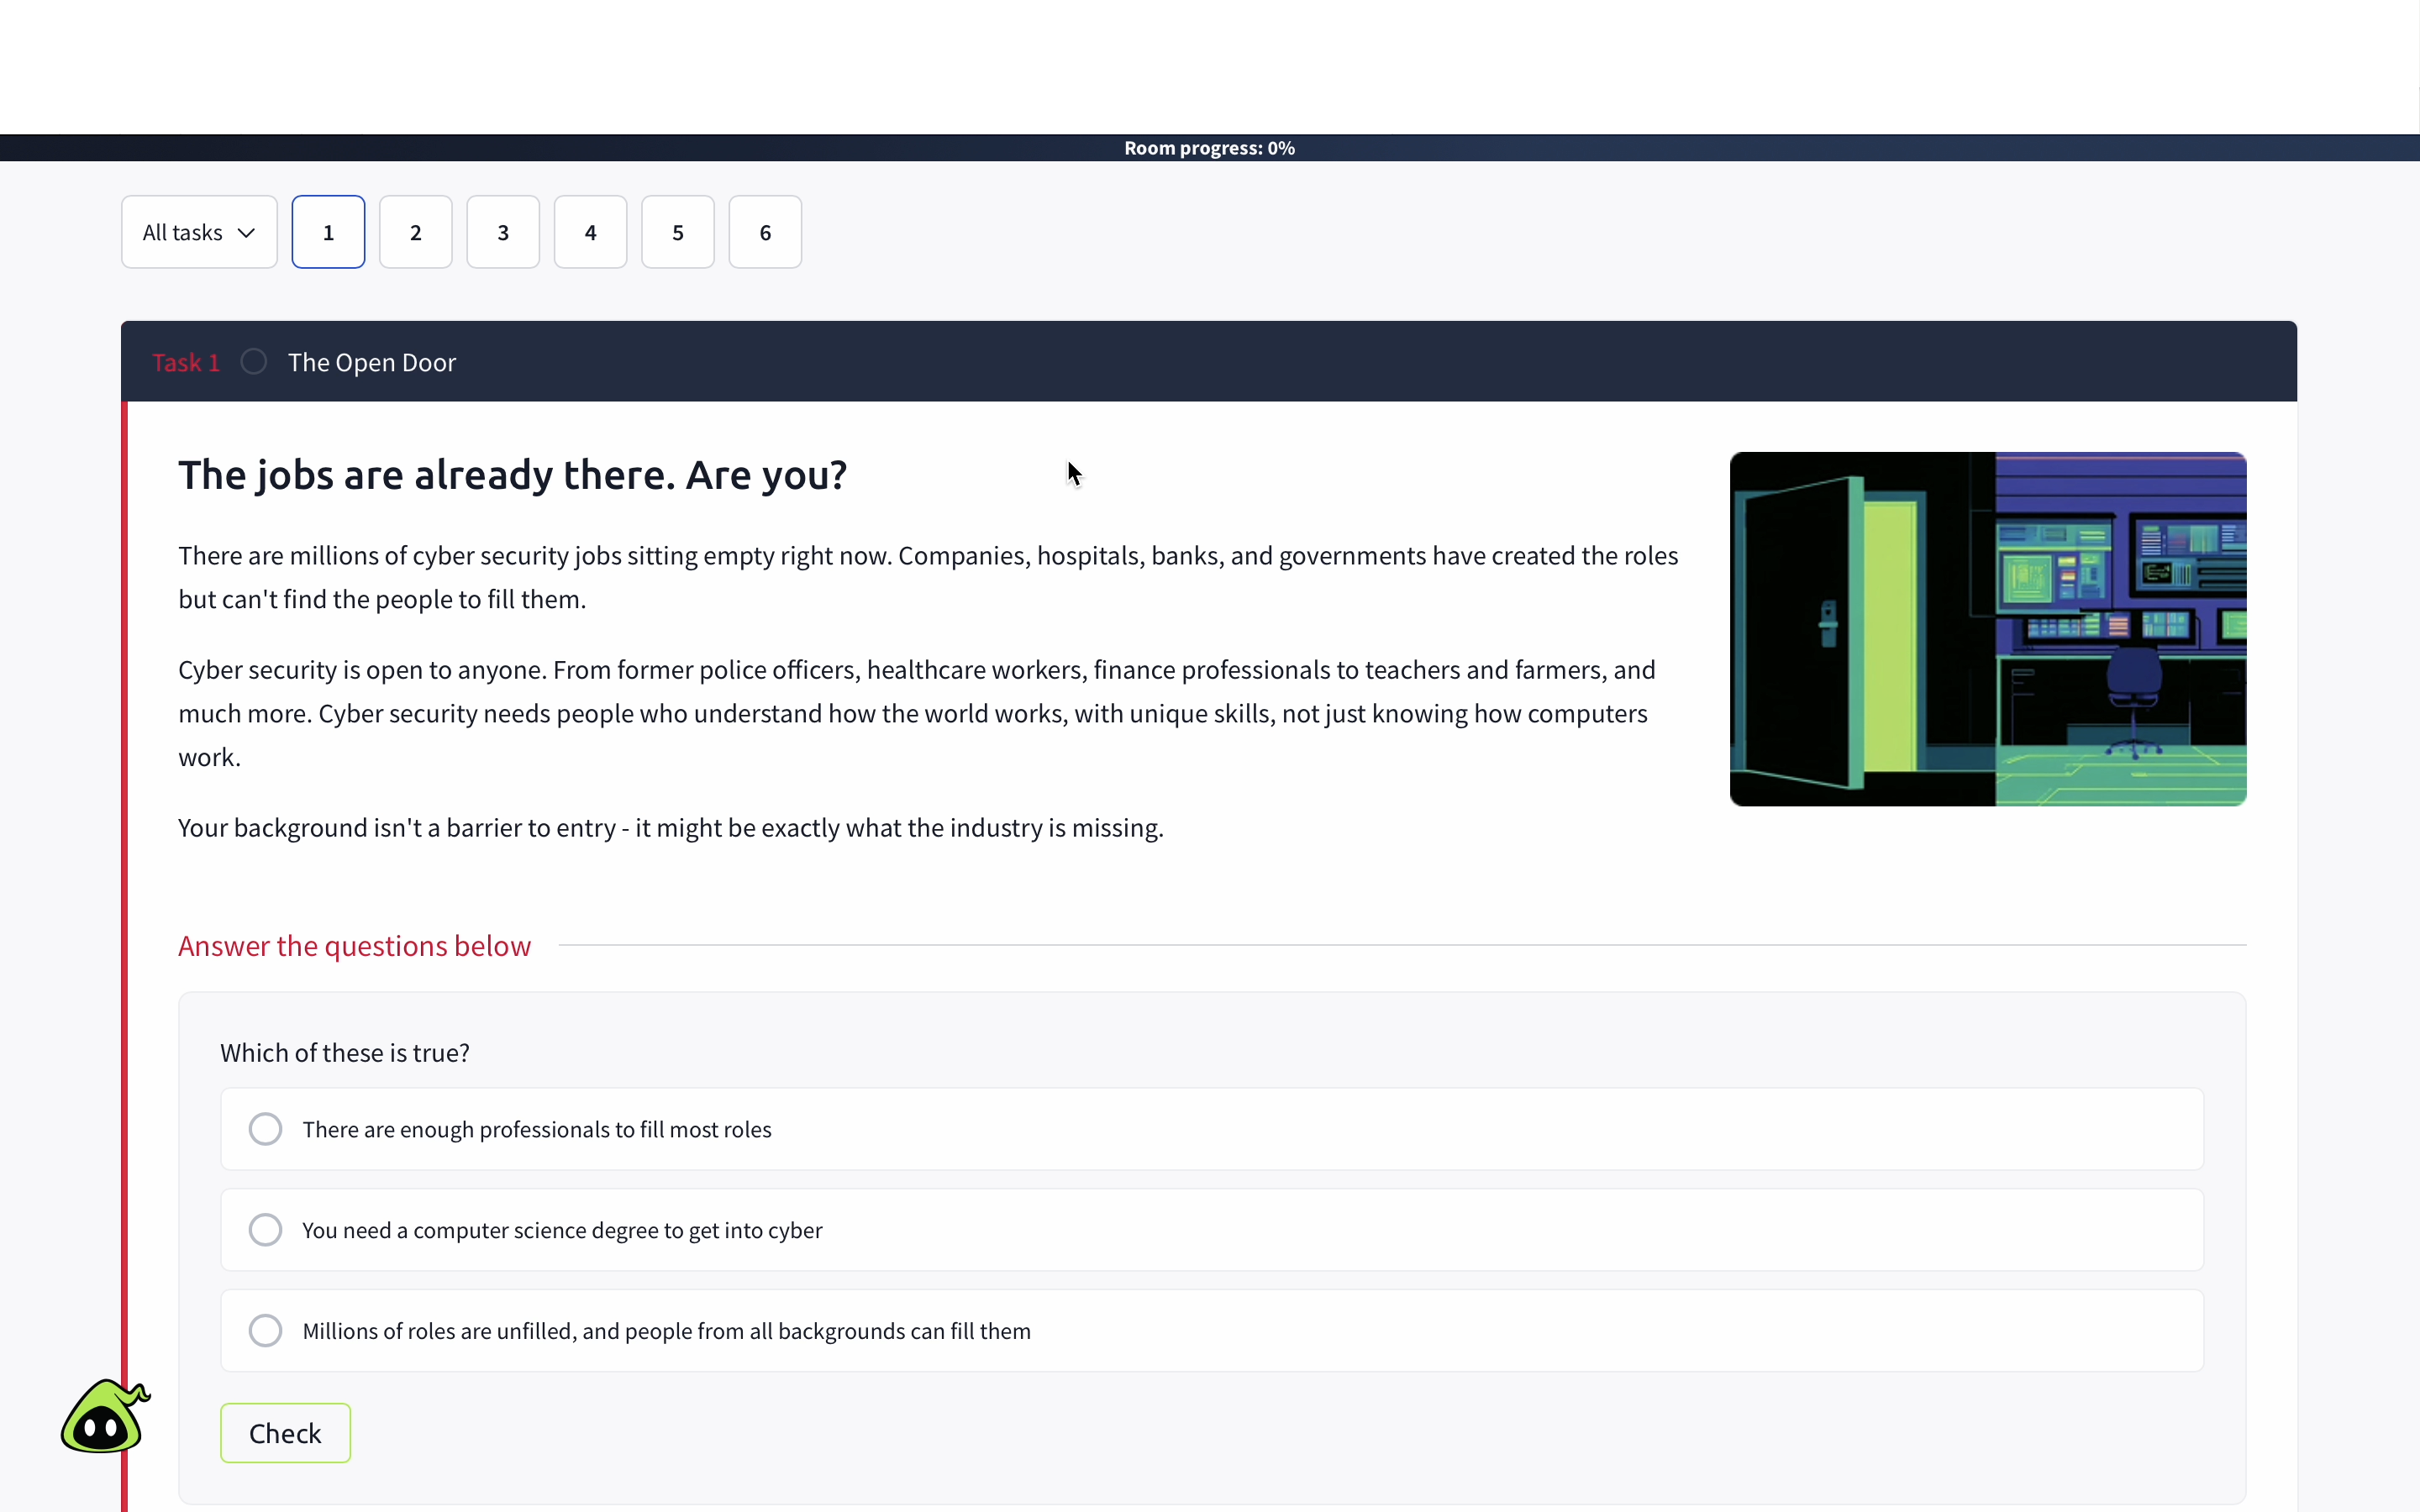 Room progress: 0%
All tasks
1
2
3
4
5
6
Task 1 The Open Door
The jobs are already there. Are you?
There are millions of cyber security jobs sitting empty right now. Companies, hospitals, banks, and governments have created the roles
but can't find the people to fill them.
Cyber security is open to anyone. From former police officers, healthcare workers, finance professionals to teachers and farmers, and
much more. Cyber security needs people who understand how the world works, with unique skills, not just knowing how computers
work.
Your background isn't a barrier to entry - it might be exactly what the industry is missing.
Answer the questions below
Which of these is true?
There are enough professionals to fill most roles
You need a computer science degree to get into cyber
Millions of roles are unfilled, and people from all backgrounds can fill them
Check